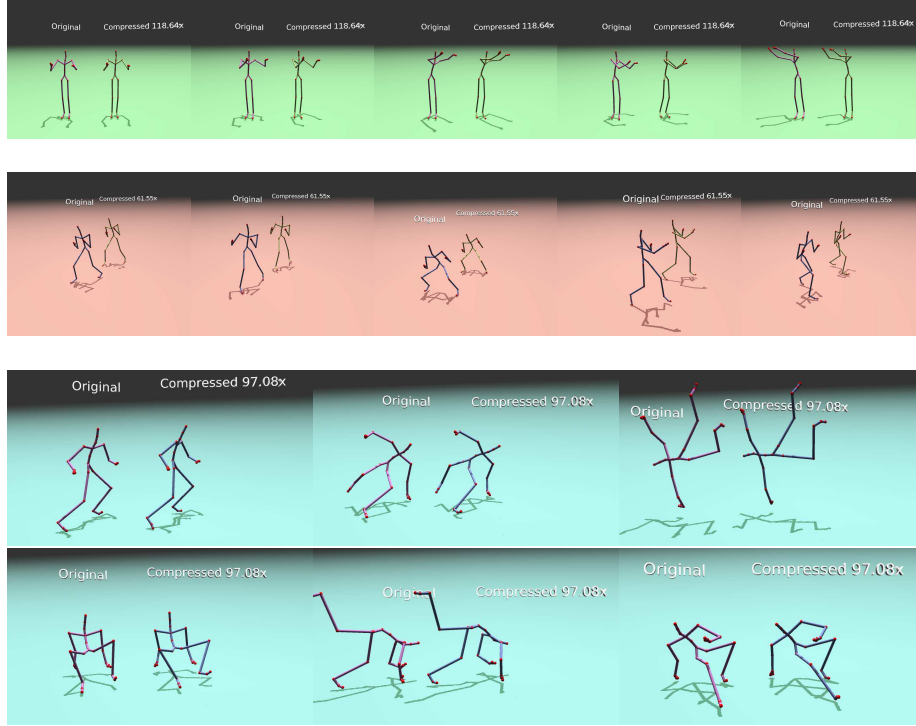 Original Compressed 118.64x
Original Compressed 118.64x
Original Compressed 118.64x
Original Compressed 118.64x
Original Compressed 118.64x
Original Compressed 61.55x
Original Compressed 61.55x
Original Compressed 61.55x
Original Compressed 61.55x
Original Compressed 61.55x
Original Compressed 97.08x
Original Compressed 97.08x
Original Compressed 97.08x
Original Compressed 97.08x
Original Compressed 97.08x
Original Compressed 97.08x